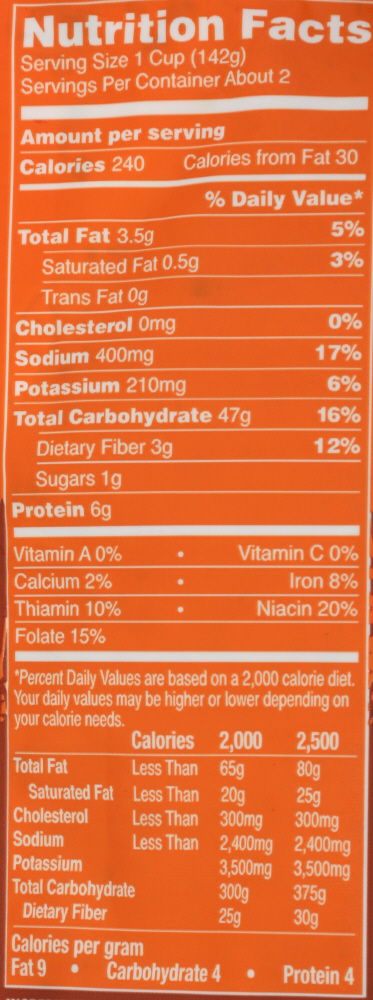 Nutrition Facts
Serving Size 1 Cup (142g)
Servings Per Container About 2
Amount per serving
Calories 240 Calories from Fat 30
% Daily Value*
Total Fat 3.5g 5%
Saturated Fat 0.5g 3%
Trans Fat 0g
Cholesterol 0mg 0%
Sodium 400mg 17%
Potassium 210mg 6%
Total Carbohydrate 47g 16%
Dietary Fiber 3g 12%
Sugars 1g
Protein 6g
Vitamin A 0% • Vitamin C 0%
Calcium 2% • Iron 8%
Thiamin 10% • Niacin 20%
Folate 15%
*Percent Daily Values are based on a 2,000 calorie diet.
Your daily values may be higher or lower depending on
your calorie needs.
Calories 2,000 2,500
Total Fat Less Than 65g 80g
Saturated Fat Less Than 20g 25g
Cholesterol Less Than 300mg 300mg
Sodium Less Than 2,400mg 2,400mg
Potassium 3,500mg 3,500mg
Total Carbohydrate 300g 375g
Dietary Fiber 25g 30g
Calories per gram
Fat 9 • Carbohydrate 4 • Protein 4